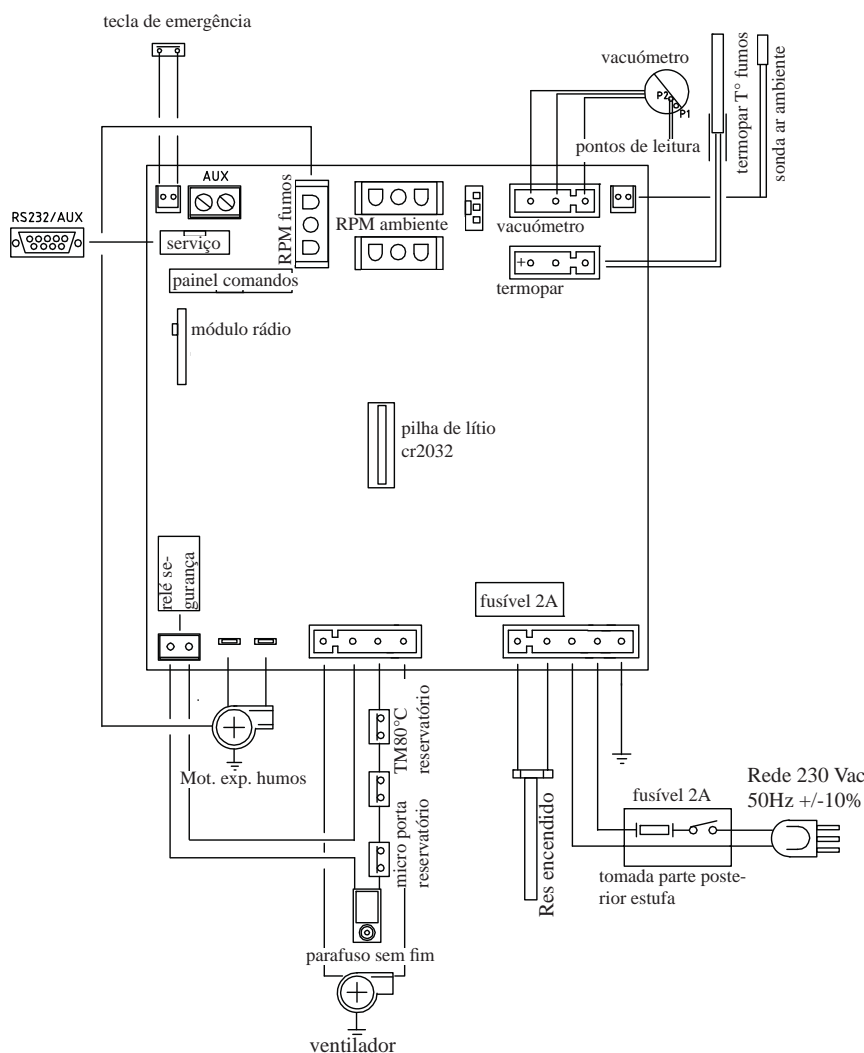 tecla de emergência
vacuómetro
P2
P1
pontos de leitura
termopar T° fumos
sonda ar ambiente
AUX
RS232/AUX
serviço
RPM fumos
RPM ambiente
vacuómetro
painel comandos
+
termopar
módulo rádio
pilha de lítio
cr2032
relé se-
gurança
fusível 2A
TM80°C
reservatório
Mot. exp. humos
micro porta
reservatório
Res encendido
Rede 230 Vac
50Hz +/-10%
fusível 2A
tomada parte poste-
rior estufa
parafuso sem fim
ventilador